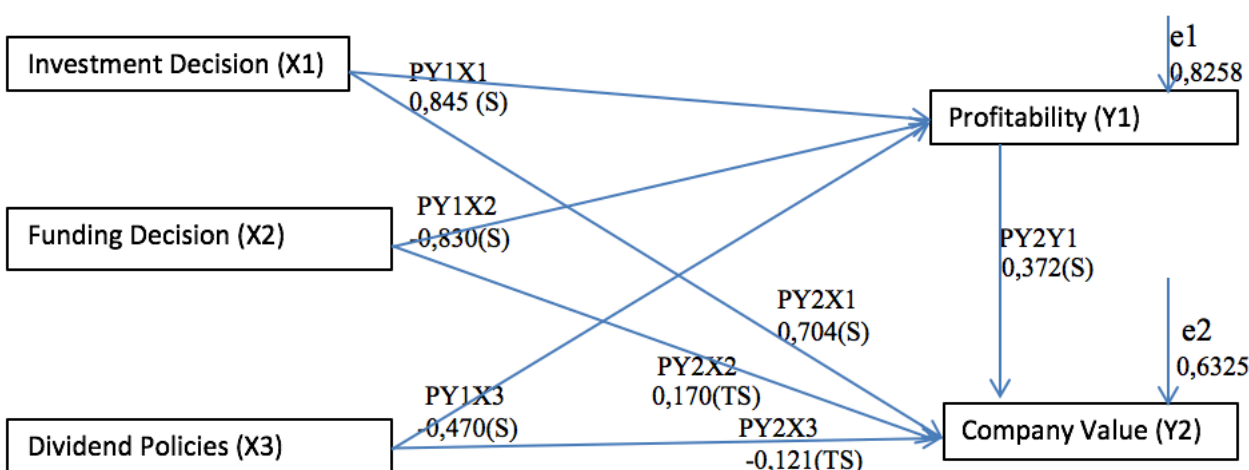 Investment Decision (X1)
PY1X1
0,845 (S)
e1
0,8258
Profitability (Y1)
Funding Decision (X2)
PY1X2
-0,830(S)
PY2Y1
0,372(S)
PY2X1
0,704(S)
e2
0,6325
PY2X2
0,170(TS)
Dividend Policies (X3)
PY1X3
-0,470(S)
PY2X3
-0,121(TS)
Company Value (Y2)